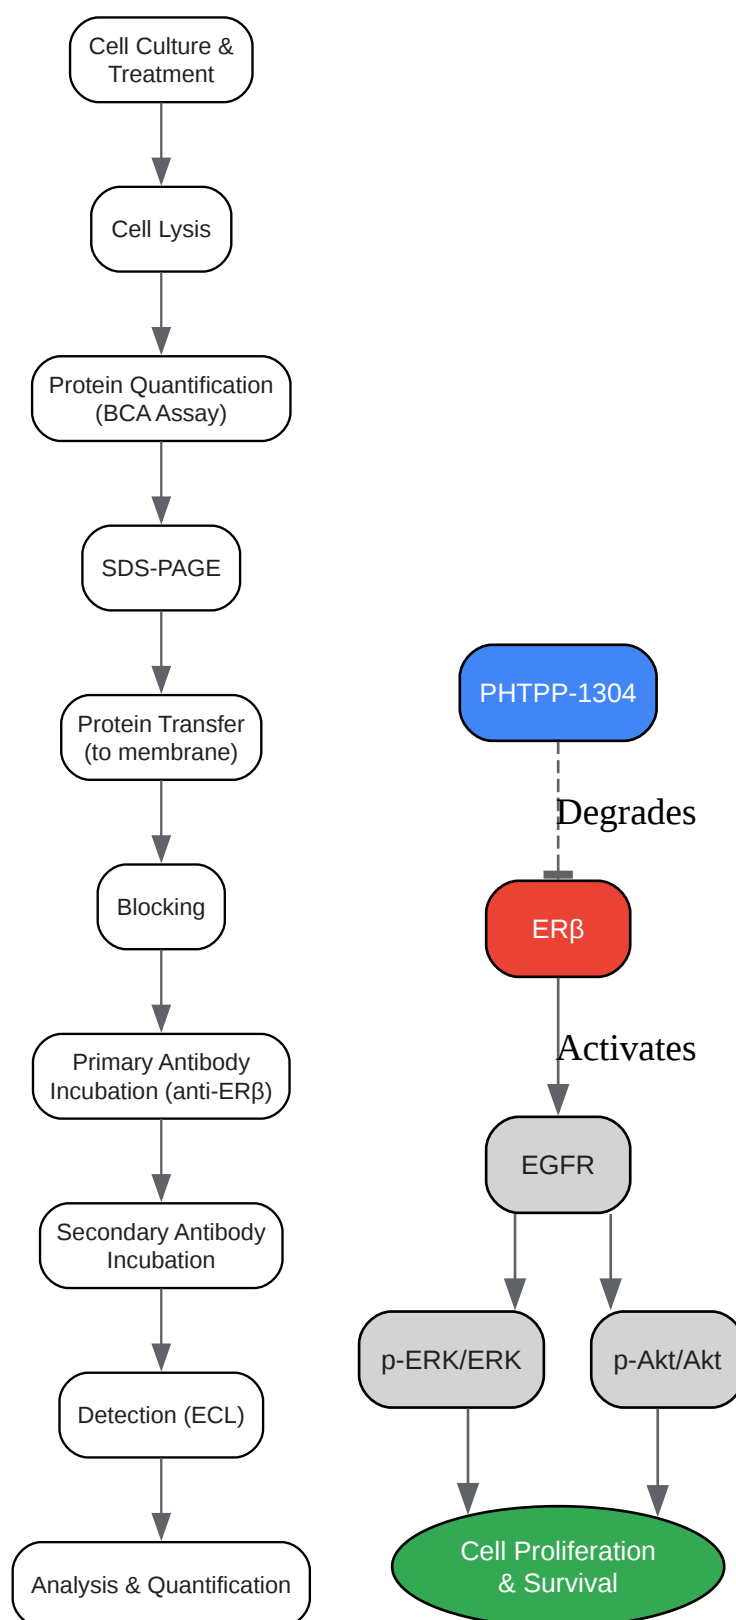 Cell Culture &
Treatment
Cell Lysis
Protein Quantification
(BCA Assay)
SDS-PAGE
Protein Transfer
(to membrane)
Blocking
Primary Antibody
Incubation (anti-ERβ)
Secondary Antibody
Incubation
Detection (ECL)
Analysis & Quantification
PHTPP-1304
Degrades
ERβ
Activates
EGFR
p-ERK/ERK
p-Akt/Akt
Cell Proliferation
& Survival